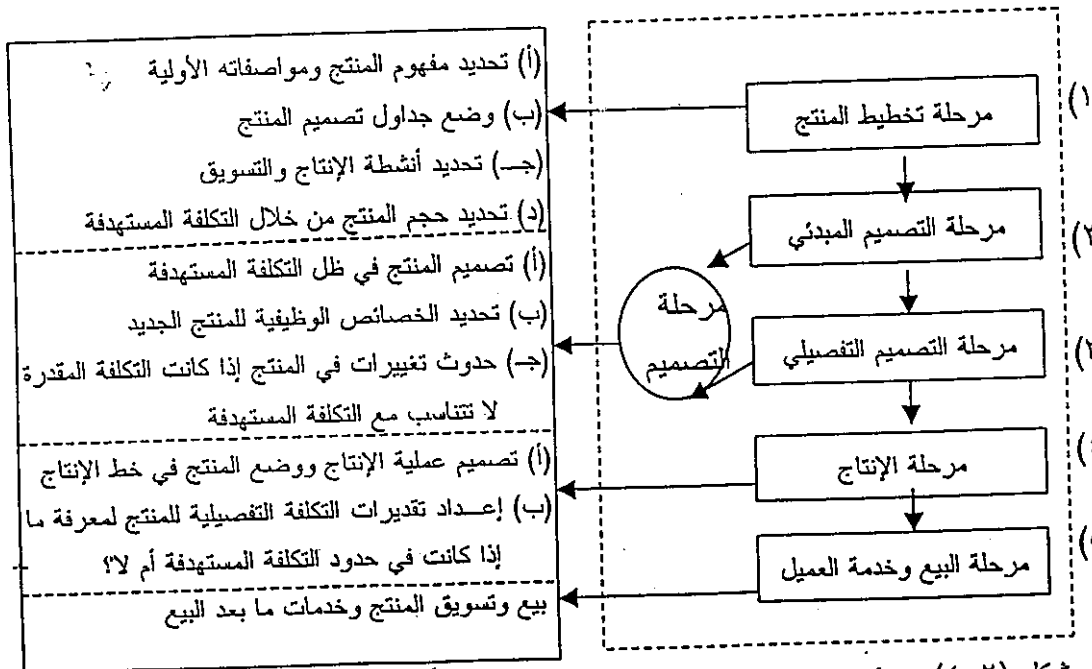 ١)
مرحلة تخطيط المنتج
مرحلة التصميم المبدئي
مرحلة التصميم التفصيلي
مرحلة الإنتاج
مرحلة البيع وخدمة العميل
مرحلة
التصميم
(أ) تحديد مفهوم المنتج ومواصفاته الأولية
(ب) وضع جداول تصميم المنتج
(جـ) تحديد أنشطة الإنتاج والتسويق
(د) تحديد حجم المنتج من خلال التكلفة المستهدفة
(أ) تصميم المنتج في ظل التكلفة المستهدفة
(ب) تحديد الخصائص الوظيفية للمنتج الجديد
(جـ) حدوث تغييرات في المنتج إذا كانت التكلفة المقدرة
لا تتناسب مع التكلفة المستهدفة
(أ) تصميم عملية الإنتاج ووضع المنتج في خط الإنتاج
(ب) إعـداد تقديرات التكلفة التفصيلية للمنتج لمعرفة ما
إذا كانت في حدود التكلفة المستهدفة أم لا؟
بيع وتسويق المنتج وخدمات ما بعد البيع